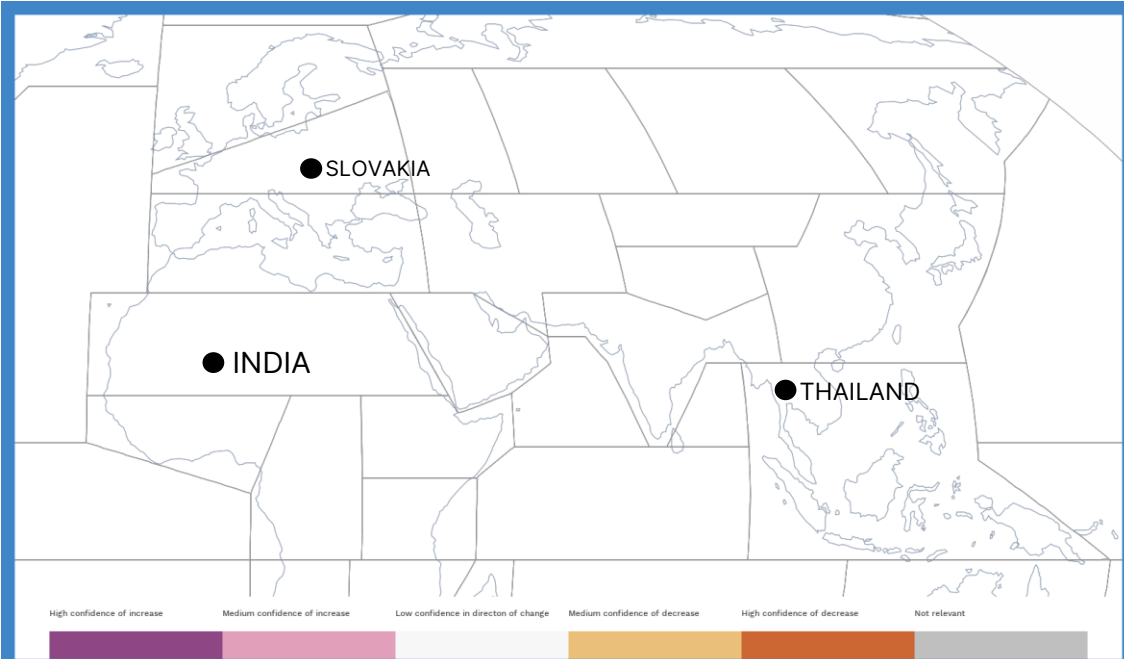 SLOVAKIA
INDIA
THAILAND
High confidence of increase
Medium confidence of increase
Low confidence in directon of change
Medium confidence of decrease
High confidence of decrease
Not relevant